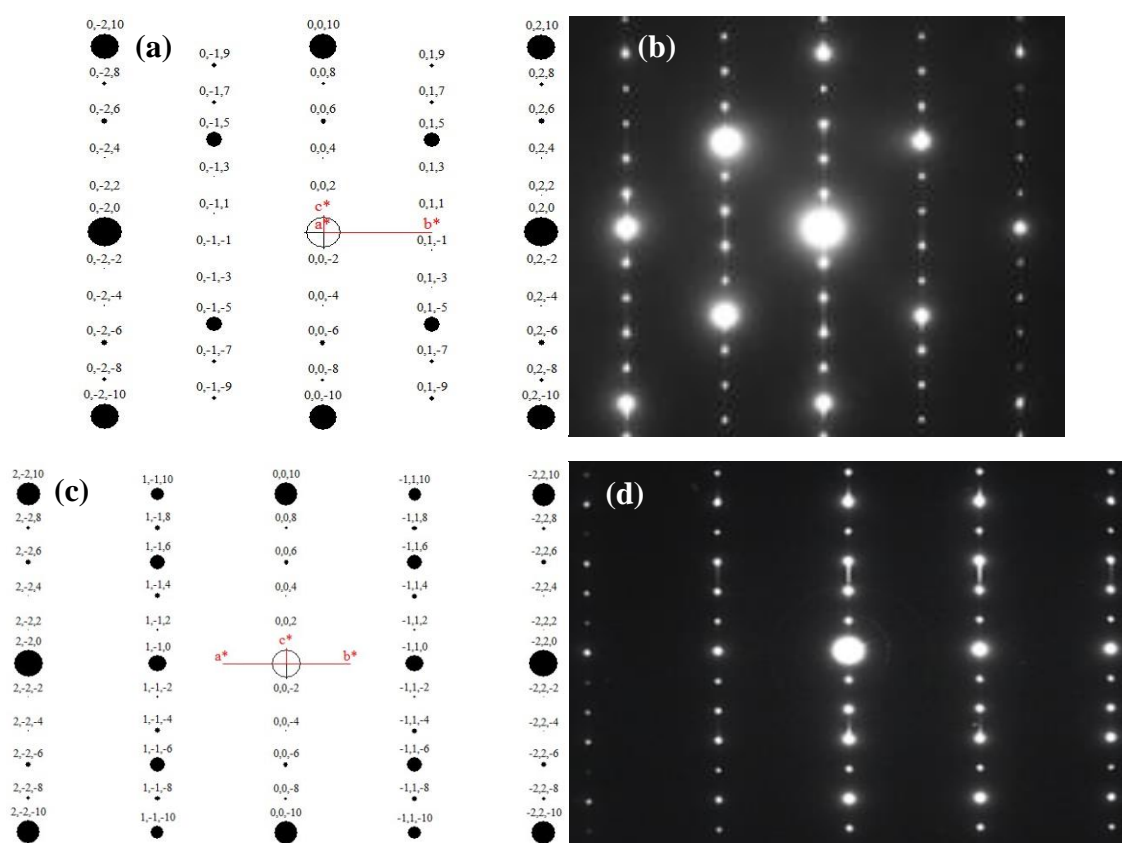 0,-2,10 0,0,10 0,2,10
(a) (b)
0,-1,9 0,1,9
0,-2,8 0,0,8 0,2,8
0,-1,7 0,1,7
0,-2,6 0,0,6 0,2,6
0,-1,5 0,1,5
0,-2,4 0,0,4 0,2,4
0,-1,3 0,1,3
0,-2,2 0,0,2 0,2,2
0,-2,0 0,-1,1 c* 0,1,1 0,2,0
a* b*
0,-1,-1 0,1,-1
0,-2,-2 0,0,-2 0,2,-2
0,-1,-3 0,1,-3
0,-2,-4 0,0,-4 0,2,-4
0,-1,-5 0,1,-5
0,-2,-6 0,0,-6 0,2,-6
0,-1,-7 0,1,-7
0,-2,-8 0,0,-8 0,2,-8
0,-1,-9 0,1,-9
0,-2,-10 0,0,-10 0,2,-10
2,-2,10 1,-1,10 0,0,10 -1,1,10 -2,2,10
(c) (d)
2,-2,8 1,-1,8 0,0,8 -1,1,8 -2,2,8
2,-2,6 1,-1,6 0,0,6 -1,1,6 -2,2,6
2,-2,4 1,-1,4 0,0,4 -1,1,4 -2,2,4
2,-2,2 1,-1,2 0,0,2 -1,1,2 -2,2,2
2,-2,0 1,-1,0 c* -1,1,0 -2,2,0
a* b*
2,-2,-2 1,-1,-2 0,0,-2 -1,1,-2 -2,2,-2
2,-2,-4 1,-1,-4 0,0,-4 -1,1,-4 -2,2,-4
2,-2,-6 1,-1,-6 0,0,-6 -1,1,-6 -2,2,-6
2,-2,-8 1,-1,-8 0,0,-8 -1,1,-8 -2,2,-8
2,-2,-10 1,-1,-10 0,0,-10 -1,1,-10 -2,2,-10